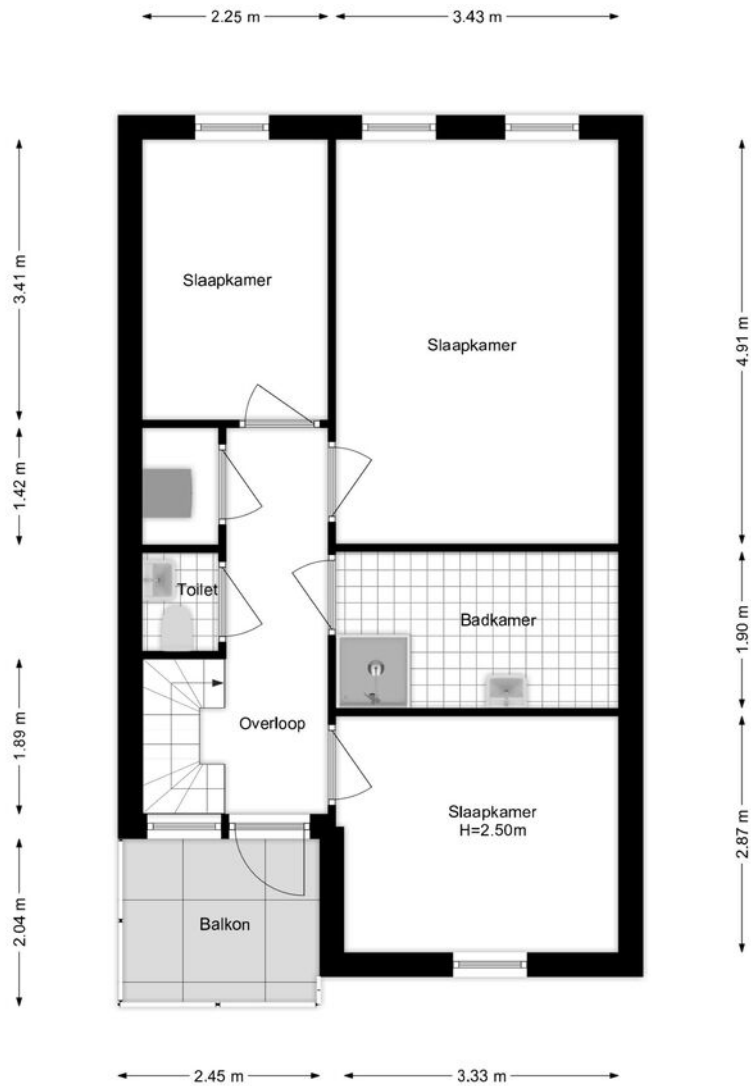 2.25 m
3.43 m
3.41 m
1.42 m
1.89 m
2.04 m
4.91 m
1.90 m
2.87 m
Slaapkamer
Slaapkamer
Toilet
Badkamer
Overloop
Slaapkamer
H=2.50m
Balkon
2.45 m
3.33 m